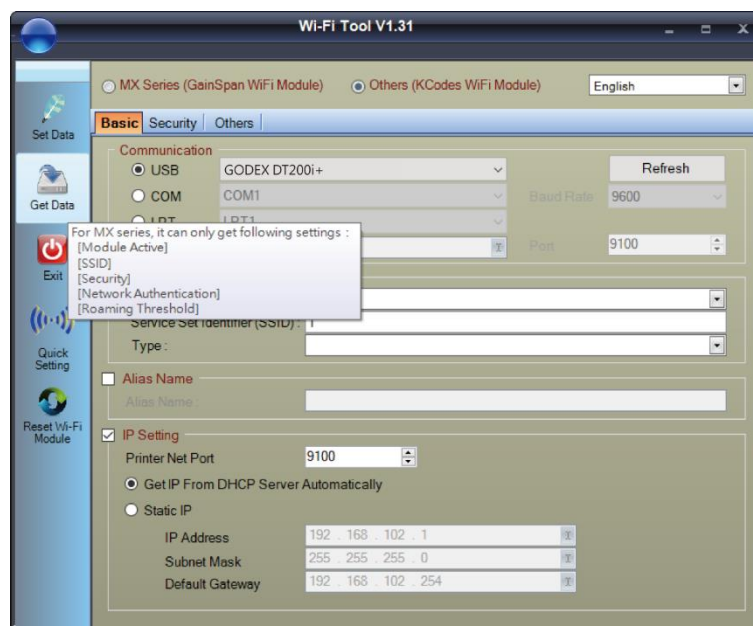 Wi-Fi Tool V1.31
MX Series (GainSpan WiFi Module)
Others (KCodes WiFi Module)
English
Set Data
Get Data
Exit
Quick
Setting
Reset Wi-Fi
Module
Basic
Security
Others
Communication
USB
GODEX DT200i+
Refresh
COM
COM1
Baud Rate
9600
LPT
LPT1
Port
9100
For MX series, it can only get following settings :
[Module Active]
[SSID]
[Security]
[Network Authentication]
[Roaming Threshold]
Service Set Identifier (SSID) :
Type :
Alias Name
Alias Name :
IP Setting
Printer Net Port
9100
Get IP From DHCP Server Automatically
Static IP
IP Address
192 . 168 . 102 . 1
Subnet Mask
255 . 255 . 255 . 0
Default Gateway
192 . 168 . 102 . 254